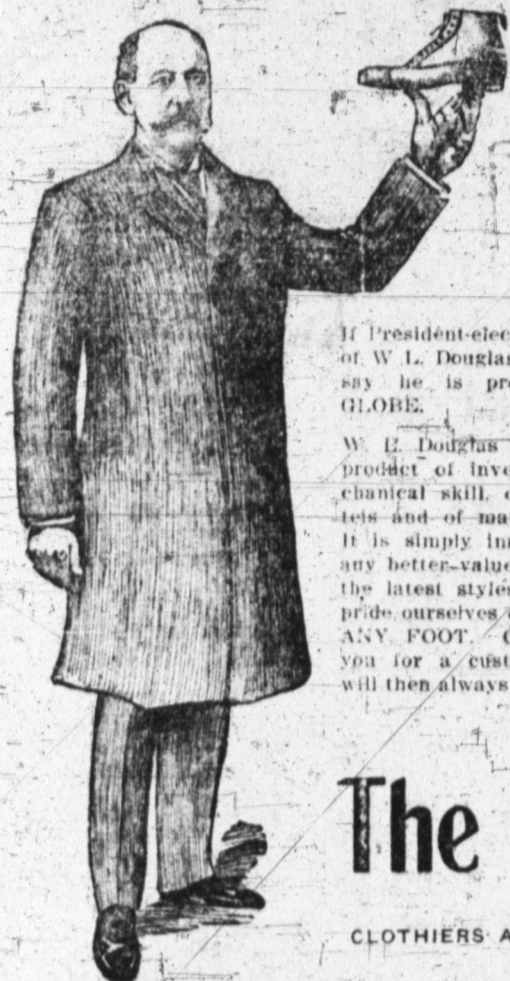 If President-elec
of W L. Douglas
say he is pre
GLOBE.
W. L. Douglas
product of inve
chanical skill, c
tels and of ma
It is simply im
any better-value
the latest style
pride ourselves
ANY FOOT. C
you for a cust
will then always
The
CLOTHIERS A